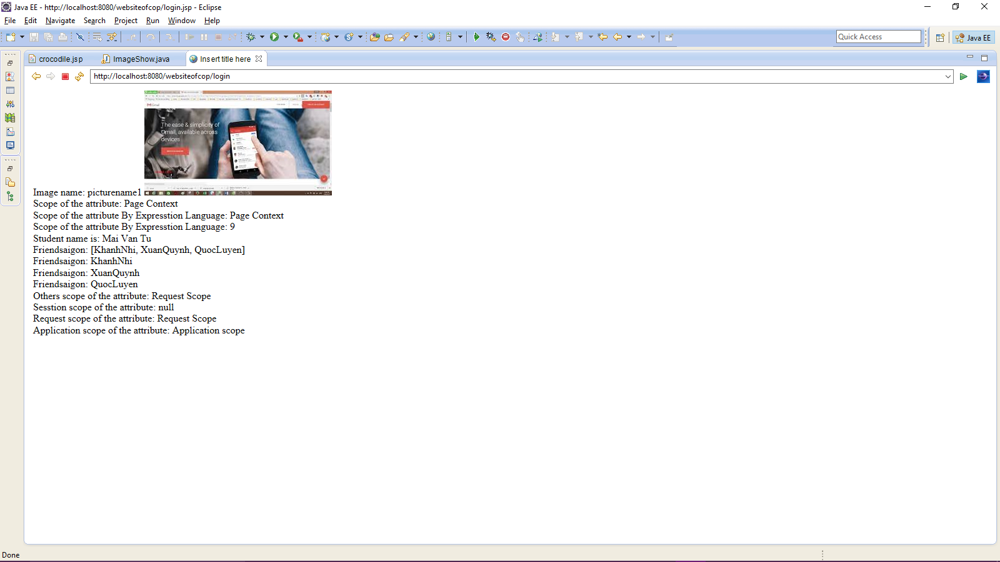 Java EE - http://localhost:8080/websiteofcop/login.jsp - Eclipse
File Edit Navigate Search Project Run Window Help
Quick Access
Java EE
crocodile.jsp ImageShow.java Insert title here
http://localhost:8080/websiteofcop/login
Gmail
The ease & simplicity of
Gmail, available across
devices
Image name: picturename1
Scope of the attribute: Page Context
Scope of the attribute By Expresstion Language: Page Context
Scope of the attribute By Expresstion Language: 9
Student name is: Mai Van Tu
Friendsaigon: [KhanhNhi, XuanQuynh, QuocLuyen]
Friendsaigon: KhanhNhi
Friendsaigon: XuanQuynh
Friendsaigon: QuocLuyen
Others scope of the attribute: Request Scope
Sesstion scope of the attribute: null
Request scope of the attribute: Request Scope
Application scope of the attribute: Application scope
Done